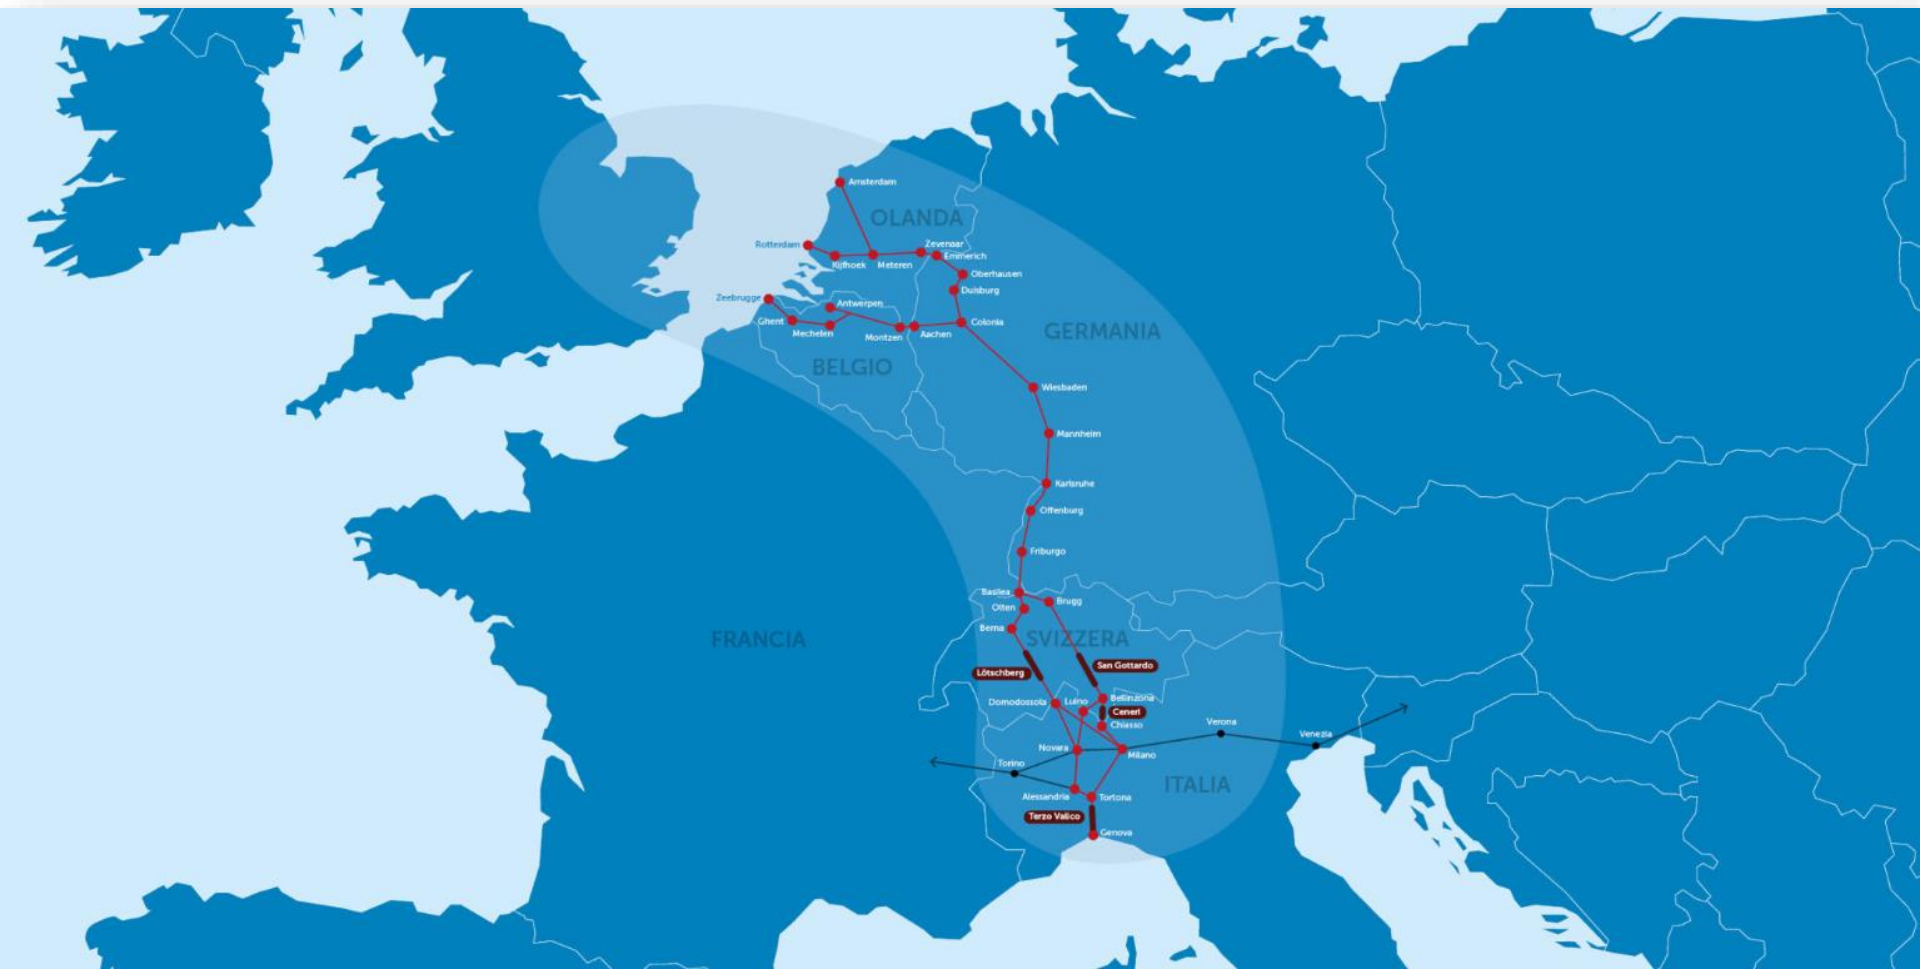 Amsterdam
OLANDA
Rotterdam
Zevenaar
Emmerich
Kijfhoek
Meteren
Oberhausen
Duisburg
Zeebrugge
Antwerpen
Ghent
Mechelen
Montzen
Aachen
Colonia
GERMANIA
BELGIO
Wiesbaden
Mannheim
Karlsruhe
Offenburg
Friburgo
Basilea
Brugg
Olten
Berna
FRANCIA
SVIZZERA
Lötschberg
San Gottardo
Domodossola
Luino
Bellinzona
Ceneri
Chiasso
Verona
Venezia
Novara
Milano
Torino
ITALIA
Alessandria
Tortona
Terzo Valico
Genova